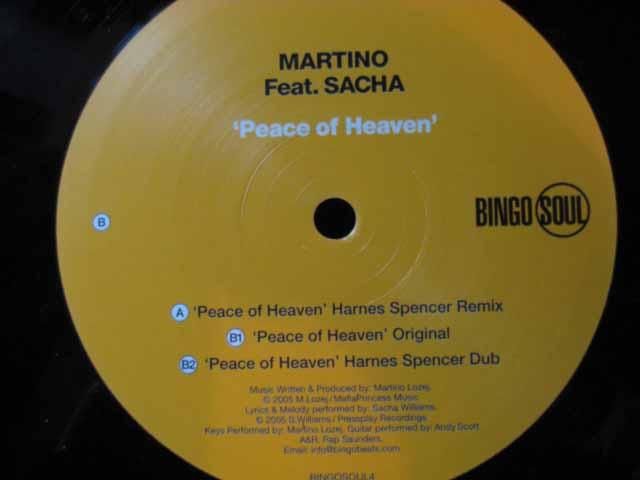 MARTINO
Feat. SACHA
'Peace of Heaven'
B
BINGO SOUL
A 'Peace of Heaven' Harnes Spencer Remix
B1 'Peace of Heaven' Original
B2 'Peace of Heaven' Harnes Spencer Dub
Music Written & Produced by: Martino Lozej.
© 2005 M.Lozej / MafiaPrincess Music
Lyrics & Melody performed by: Sacha Williams.
© 2005 S.Williams / Pressplay Recordings
Keys Performed by: Martino Lozej. Guitar performed by: Andy Scott
A&R: Rap Saunders.
Email: info@bingobeats.com
BINGOSOUL4